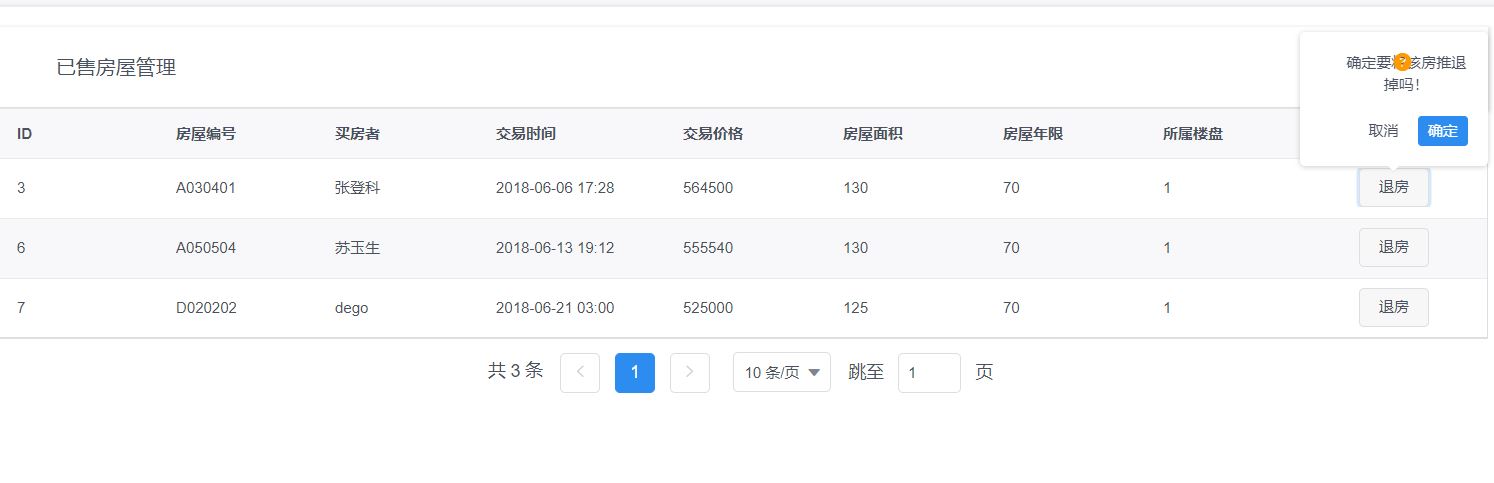 已售房屋管理
确定要将该房推退
掉吗!
取消 确定
ID 房屋编号 买房者 交易时间 交易价格 房屋面积 房屋年限 所属楼盘
3 A030401 张登科 2018-06-06 17:28 564500 130 70 1 退房
6 A050504 苏玉生 2018-06-13 19:12 555540 130 70 1 退房
7 D020202 dego 2018-06-21 03:00 525000 125 70 1 退房
共 3 条 1 10 条/页 跳至 1 页